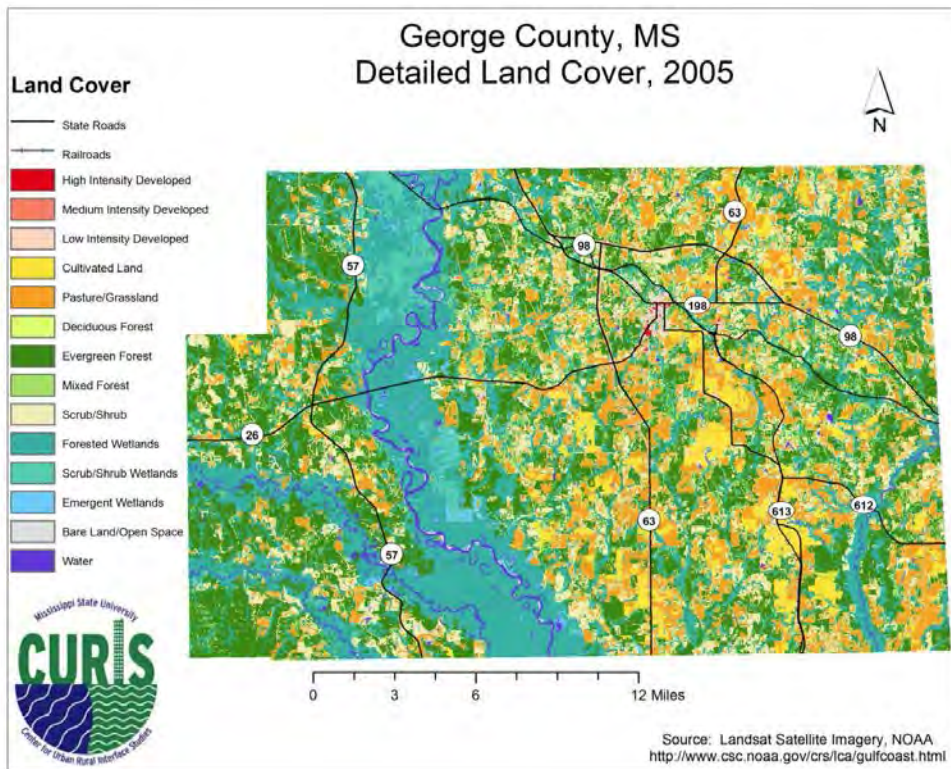 George County, MS
Detailed Land Cover, 2005
Land Cover
State Roads
Railroads
High Intensity Developed
Medium Intensity Developed
Low Intensity Developed
Cultivated Land
Pasture/Grassland
Deciduous Forest
Evergreen Forest
Mixed Forest
Scrub/Shrub
Forested Wetlands
Scrub/Shrub Wetlands
Emergent Wetlands
Bare Land/Open Space
Water
N
63
98
57
198
98
26
63
613
612
57
Mississippi State University
CURIS
Center for Urban Rural Interface Studies
0 3 6 12 Miles
Source: Landsat Satellite Imagery, NOAA
http://www.csc.noaa.gov/crs/lca/gulfcoast.html